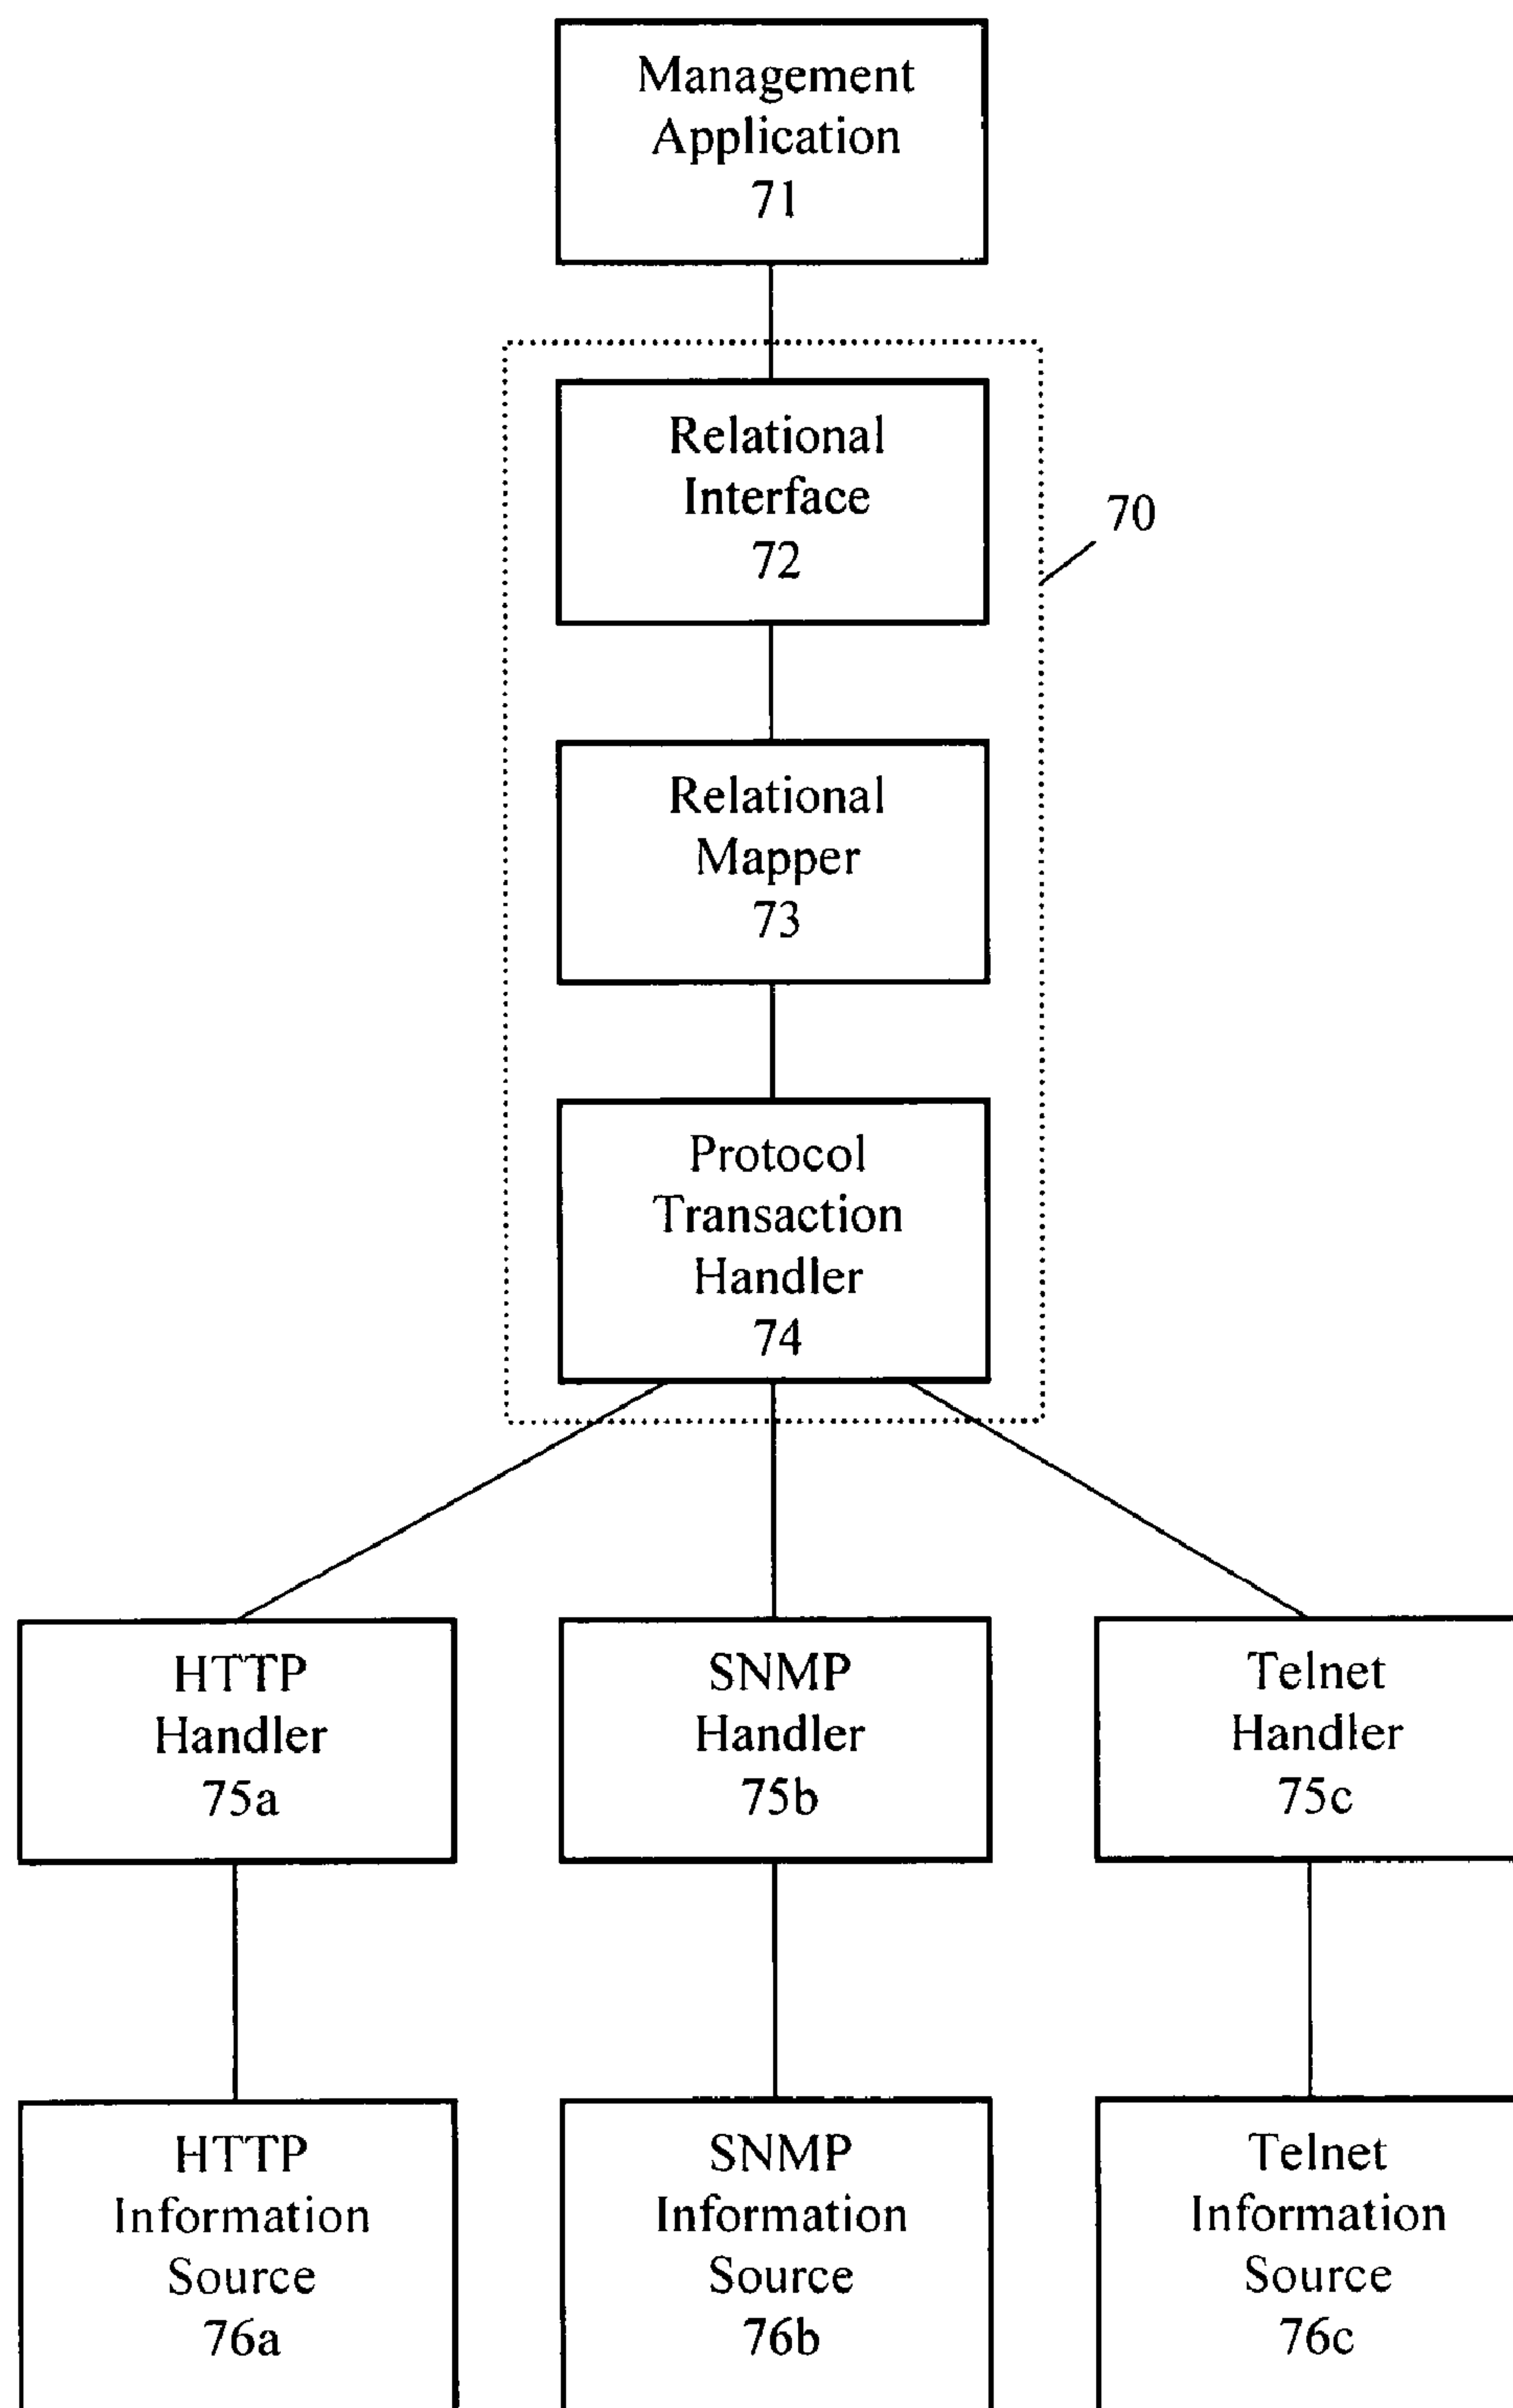 Management
Application
71
Relational
Interface
72
70
Relational
Mapper
73
Protocol
Transaction
Handler
74
HTTP
Handler
75a
SNMP
Handler
75b
Telnet
Handler
75c
HTTP
Information
Source
76a
SNMP
Information
Source
76b
Telnet
Information
Source
76c